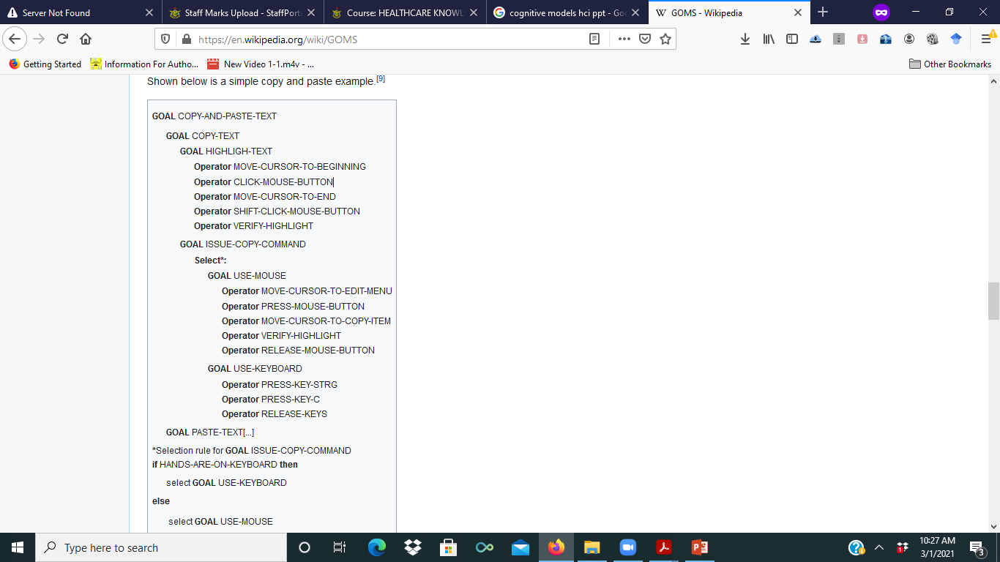 Server Not Found
Staff Marks Upload - StaffPort
Course: HEALTHCARE KNOWL
cognitive models hci ppt - Go
GOMS - Wikipedia
https://en.wikipedia.org/wiki/GOMS
Getting Started
Information For Autho...
New Video 1-1.m4v - ...
Other Bookmarks
Shown below is a simple copy and paste example.[9]
GOAL COPY-AND-PASTE-TEXT
GOAL COPY-TEXT
GOAL HIGHLIGH-TEXT
Operator MOVE-CURSOR-TO-BEGINNING
Operator CLICK-MOUSE-BUTTON
Operator MOVE-CURSOR-TO-END
Operator SHIFT-CLICK-MOUSE-BUTTON
Operator VERIFY-HIGHLIGHT
GOAL ISSUE-COPY-COMMAND
Select*:
GOAL USE-MOUSE
Operator MOVE-CURSOR-TO-EDIT-MENU
Operator PRESS-MOUSE-BUTTON
Operator MOVE-CURSOR-TO-COPY-ITEM
Operator VERIFY-HIGHLIGHT
Operator RELEASE-MOUSE-BUTTON
GOAL USE-KEYBOARD
Operator PRESS-KEY-STRG
Operator PRESS-KEY-C
Operator RELEASE-KEYS
GOAL PASTE-TEXT[...]
*Selection rule for GOAL ISSUE-COPY-COMMAND
if HANDS-ARE-ON-KEYBOARD then
select GOAL USE-KEYBOARD
else
select GOAL USE-MOUSE
Type here to search
10:27 AM
3/1/2021
3